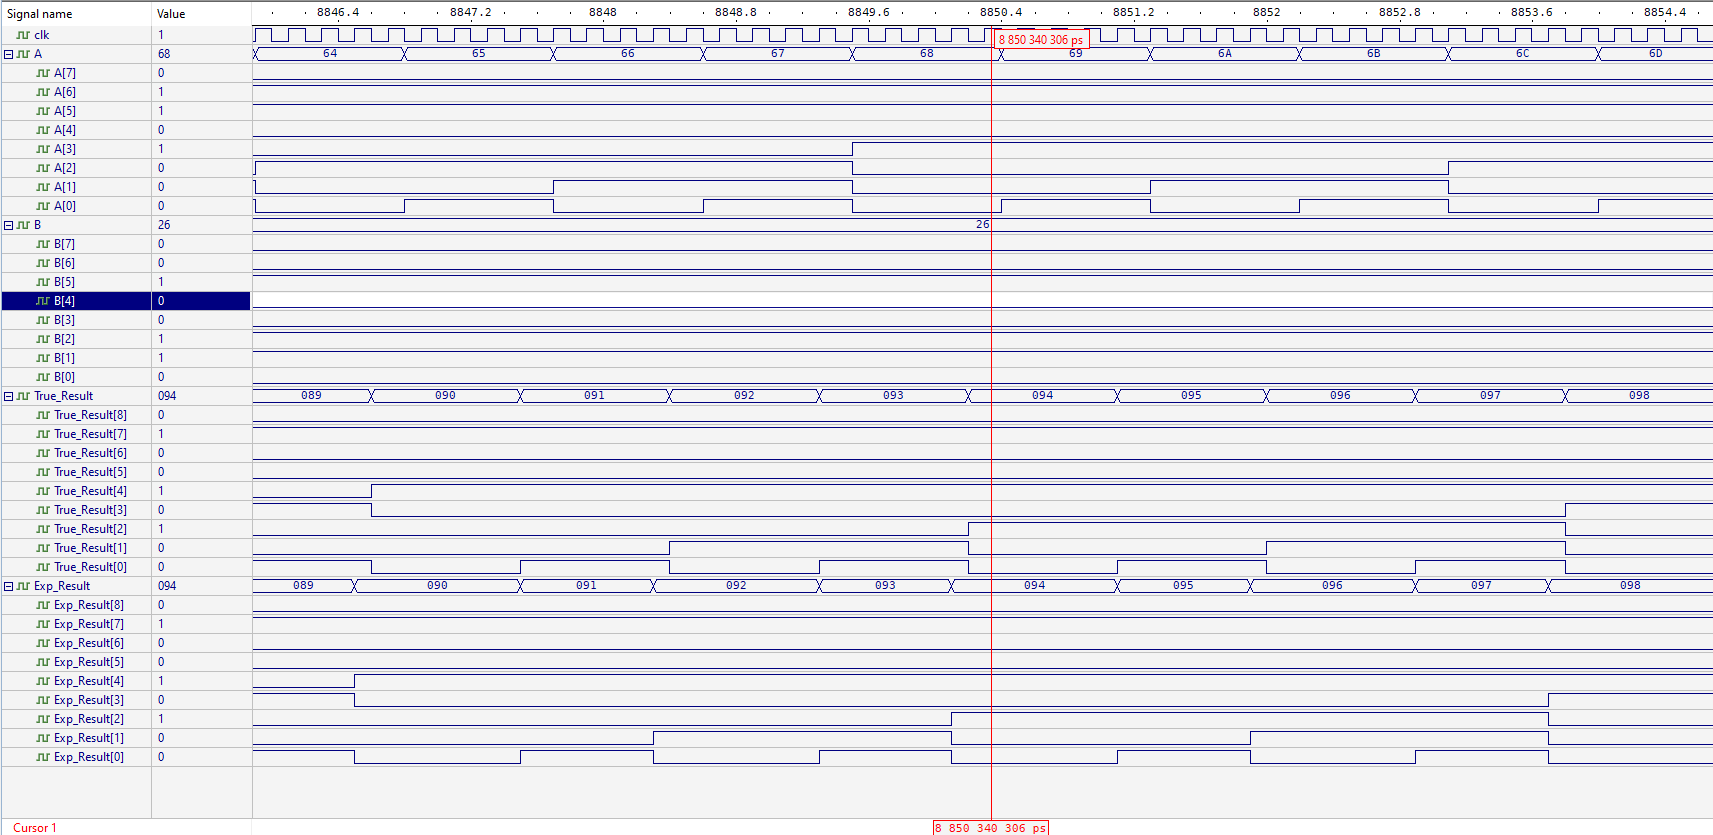 Signal name Value 8846.4 8847.2 8848 8848.8 8849.6 8850.4 8851.2 8852 8852.8 8853.6 8854.4
clk 1 8 850 340 306 ps
A 68 64 65 66 67 68 69 6A 6B 6C 6D
A[7] 0
A[6] 1
A[5] 1
A[4] 0
A[3] 1
A[2] 0
A[1] 0
A[0] 0
B 26 26
B[7] 0
B[6] 0
B[5] 1
B[4] 0
B[3] 0
B[2] 1
B[1] 1
B[0] 0
True_Result 094 089 090 091 092 093 094 095 096 097 098
True_Result[8] 0
True_Result[7] 1
True_Result[6] 0
True_Result[5] 0
True_Result[4] 1
True_Result[3] 0
True_Result[2] 1
True_Result[1] 0
True_Result[0] 0
Exp_Result 094 089 090 091 092 093 094 095 096 097 098
Exp_Result[8] 0
Exp_Result[7] 1
Exp_Result[6] 0
Exp_Result[5] 0
Exp_Result[4] 1
Exp_Result[3] 0
Exp_Result[2] 1
Exp_Result[1] 0
Exp_Result[0] 0
Cursor 1 8 850 340 306 ps